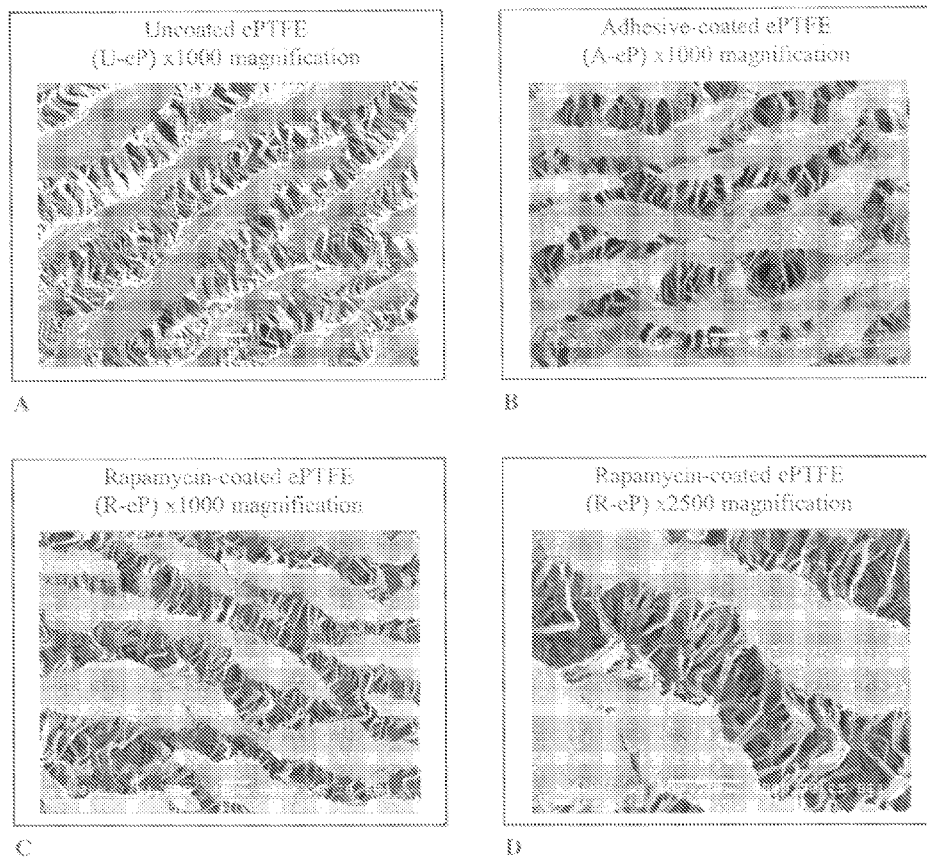 Uncoated ePTFE
(U-eP) x1000 magnification
A
Adhesive-coated ePTFE
(A-eP) x1000 magnification
B
Rapamycin-coated ePTFE
(R-eP) x1000 magnification
C
Rapamycin-coated ePTFE
(R-eP) x2500 magnification
D